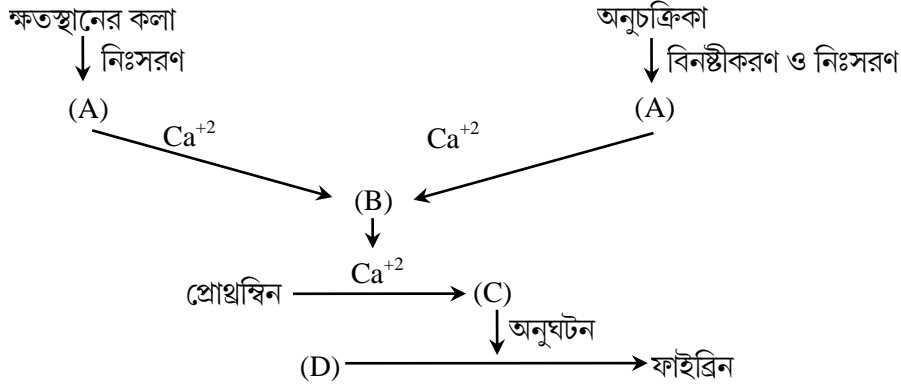 ক্ষতস্থানের কলা অনুচক্রিকা
নিঃসরণ বিনষ্টীকরণ ও নিঃসরণ
(A) (A)
Ca+2 Ca+2
(B)
Ca+2
প্রোথ্রম্বিন (C)
অনুঘটন
(D) ফাইব্রিন